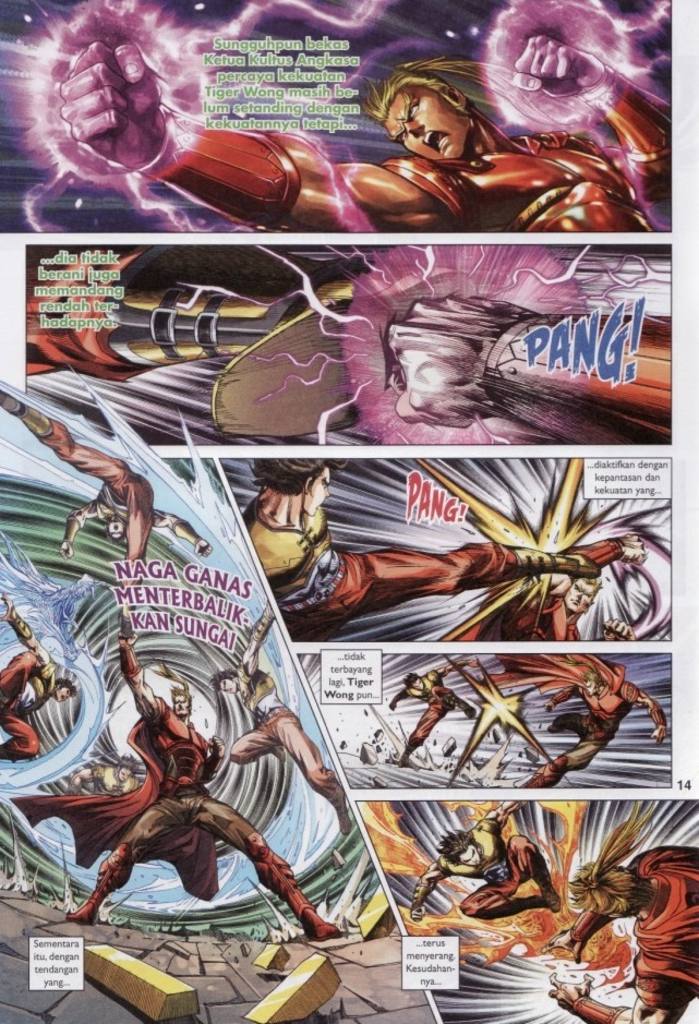 Sungguhpun bekas
Ketua Kultus Angkasa
percaya kekuatan
Tiger Wong masih be-
lum setanding dengan
kekuatannya tetapi...
...dia tidak
berani juga
memandang
rendah ter-
hadapnya.
PANG!
NAGA GANAS
MENTERBALIK-
KAN SUNGAI
Sementara
itu, dengan
tendangan
yang...
PANG!
...diaktifkan dengan
kepantasan dan
kekuatan yang...
...tidak
terbayang
lagi, Tiger
Wong pun...
14
...terus
menyerang.
Kesudahan-
nya...